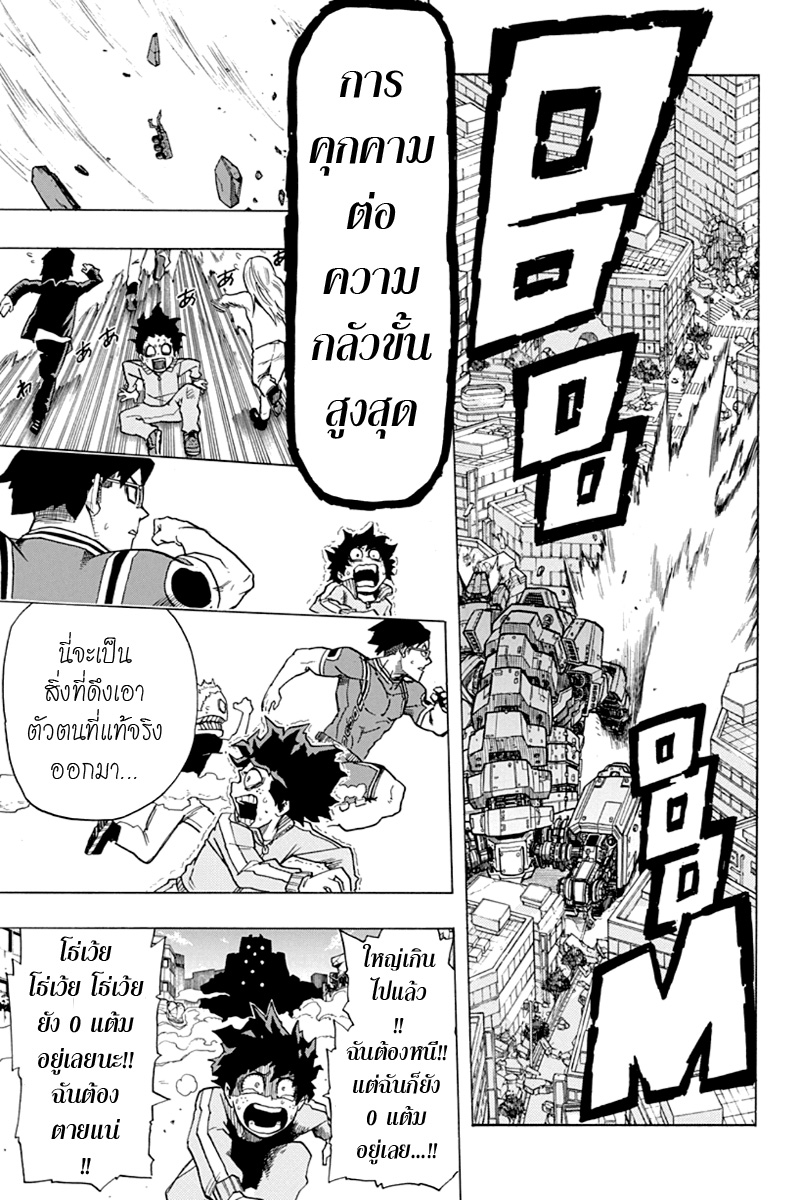 BOOOOM
การ
คุกคาม
ต่อ
ความ
กลัวขั้น
สูงสุด
わ
あ
あ
あ
あ
นี่จะเป็น
สิ่งที่ดึงเอา
ตัวตนที่แท้จริง
ออกมา...
ใหญ่เกิน
ไปแล้ว
!!
ฉันต้องหนี!!
แต่ฉันก็ยัง
0 แต้ม
อยู่เลย...!!
โธ่เว้ย
โธ่เว้ย โธ่เว้ย
ยัง 0 แต้ม
อยู่เลยนะ!!
ฉันต้อง
ตายแน่
!!